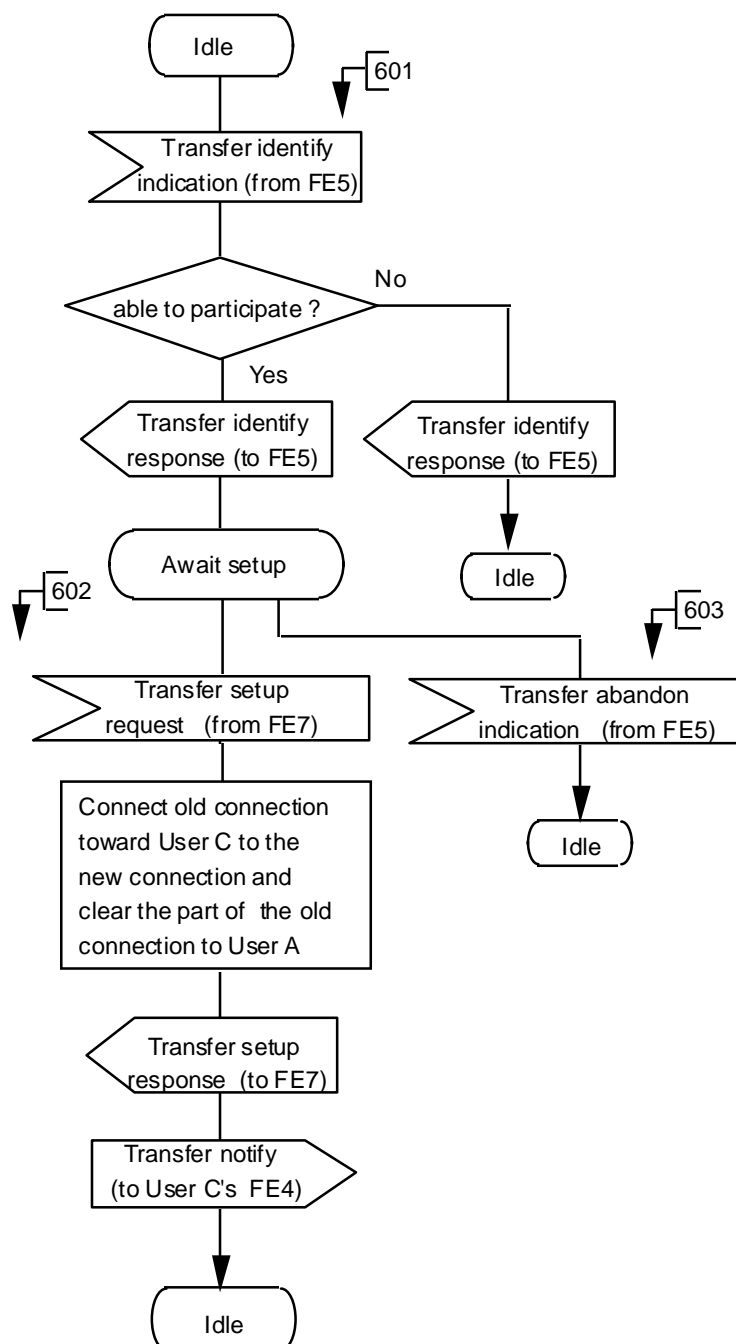 Idle
601
Transfer identify
indication (from FE5)
No
able to participate ?
Yes
Transfer identify
response (to FE5)
Transfer identify
response (to FE5)
Await setup
Idle
602
603
Transfer setup
request (from FE7)
Transfer abandon
indication (from FE5)
Connect old connection
toward User C to the
new connection and
clear the part of the old
connection to User A
Idle
Transfer setup
response (to FE7)
Transfer notify
(to User C's FE4)
Idle